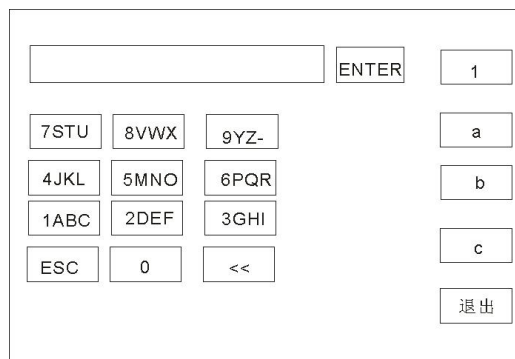 ENTER
1
7STU 8VWX 9YZ-
a
4JKL 5MNO 6PQR
b
1ABC 2DEF 3GHI
c
ESC 0 <<
退出